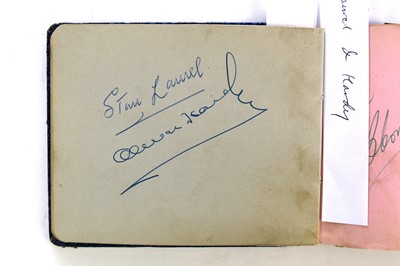 Stan Laurel.
Oliver Hardy
Laurel & Hardy